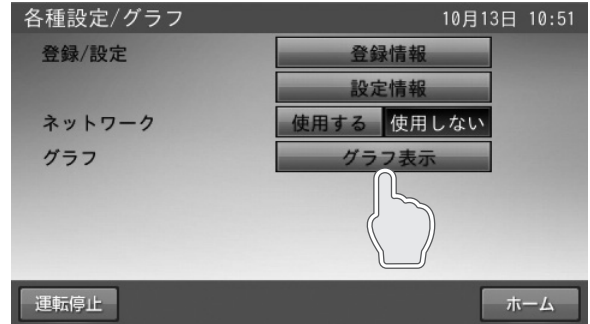 各種設定/グラフ 10月13日 10:51
登録/設定 登録情報
設定情報
ネットワーク 使用する 使用しない
グラフ グラフ表示
運転停止 ホーム